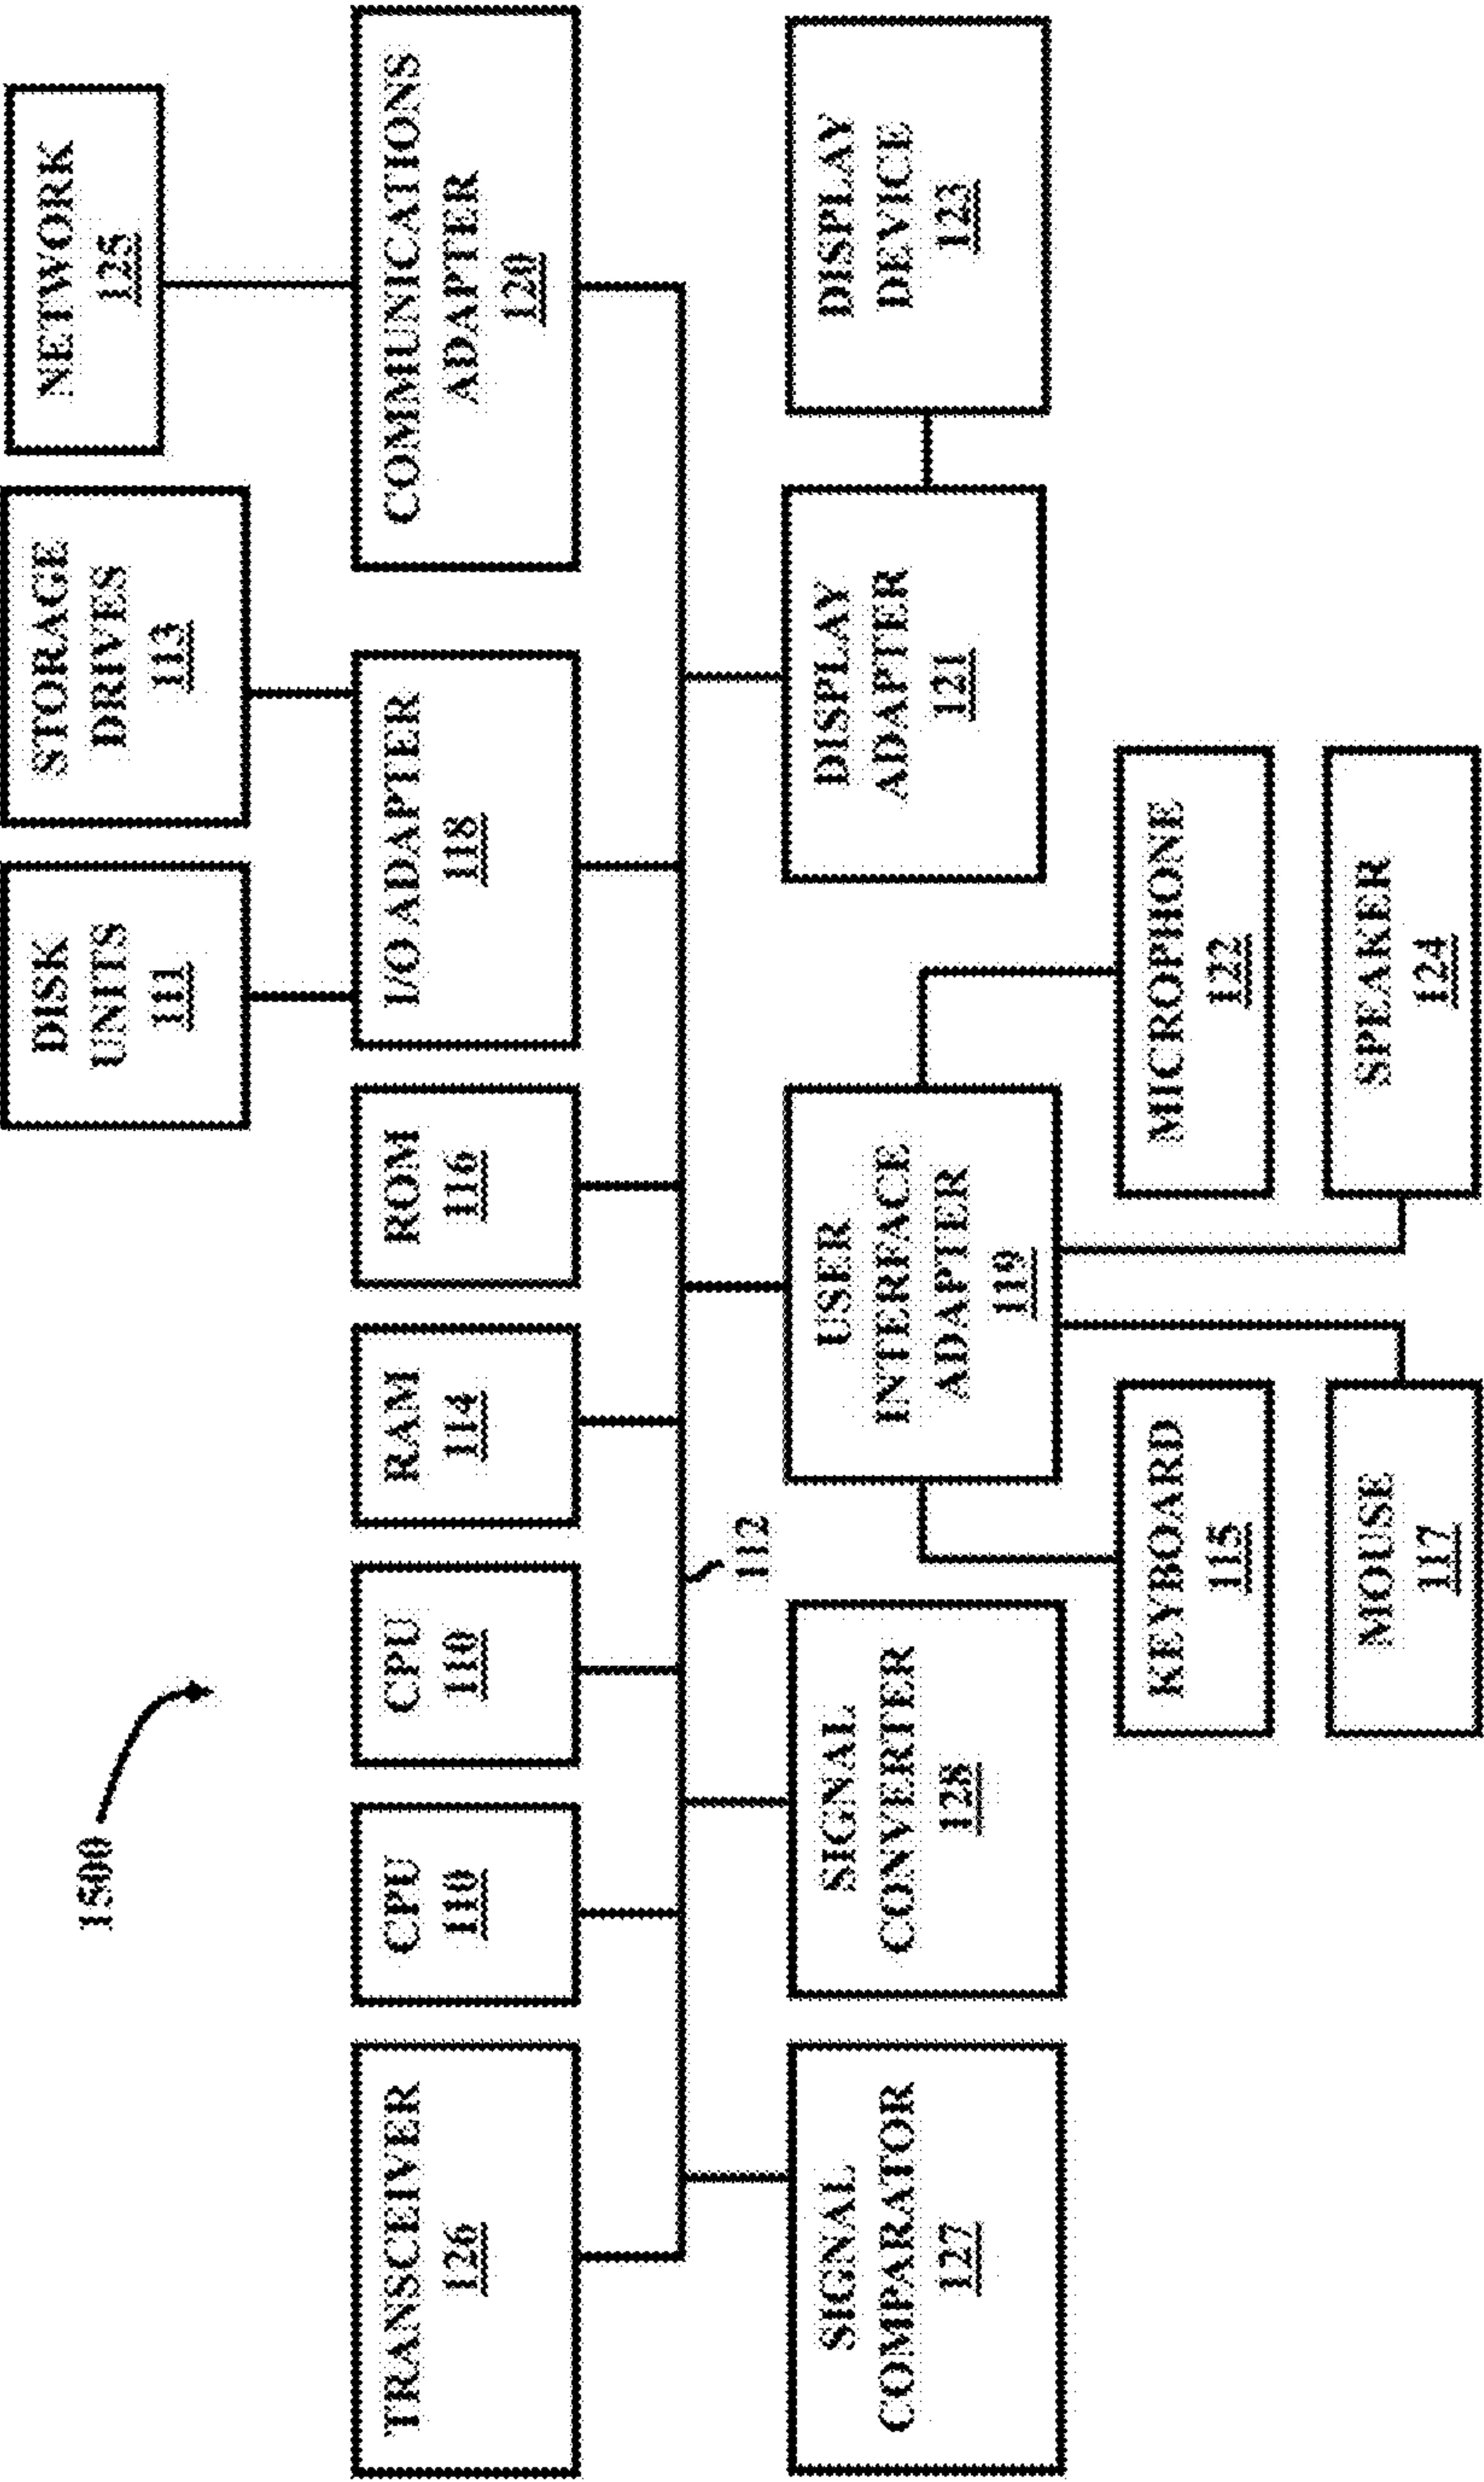 1500
DISK
UNITS
111
STORAGE
DRIVES
113
NETWORK
125
TRANSCEIVER
126
CPU
110
CPU
110
RAM
114
ROM
116
I/O ADAPTER
118
COMMUNICATIONS
ADAPTER
120
112
SIGNAL
COMPARATOR
127
SIGNAL
CONVERTER
128
USER
INTERFACE
ADAPTER
119
DISPLAY
ADAPTER
121
DISPLAY
DEVICE
123
KEYBOARD
115
MICROPHONE
122
MOUSE
117
SPEAKER
124